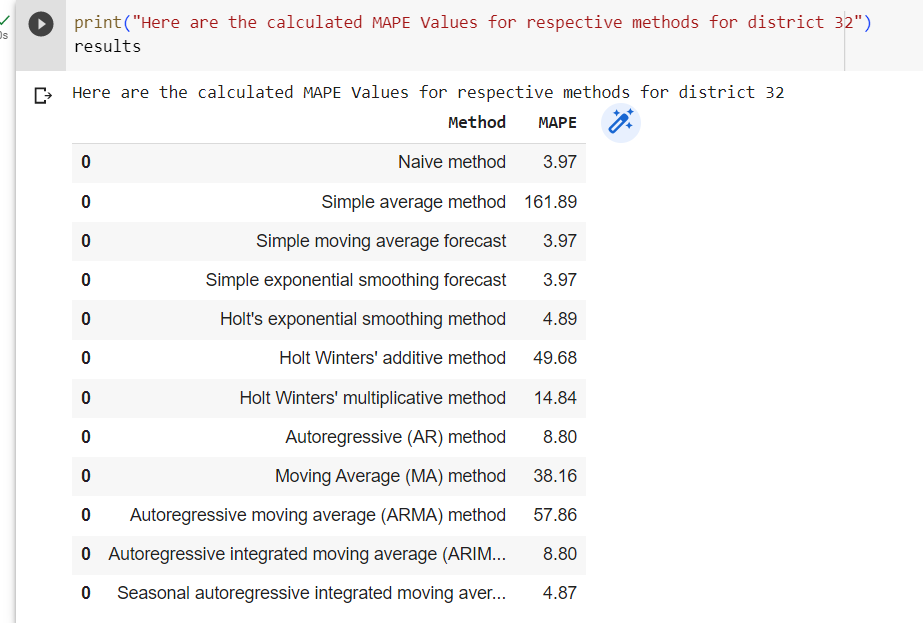 0s
print("Here are the calculated MAPE Values for respective methods for district 32")
results
Here are the calculated MAPE Values for respective methods for district 32
Method MAPE
0 Naive method 3.97
0 Simple average method 161.89
0 Simple moving average forecast 3.97
0 Simple exponential smoothing forecast 3.97
0 Holt's exponential smoothing method 4.89
0 Holt Winters' additive method 49.68
0 Holt Winters' multiplicative method 14.84
0 Autoregressive (AR) method 8.80
0 Moving Average (MA) method 38.16
0 Autoregressive moving average (ARMA) method 57.86
0 Autoregressive integrated moving average (ARIM... 8.80
0 Seasonal autoregressive integrated moving aver... 4.87